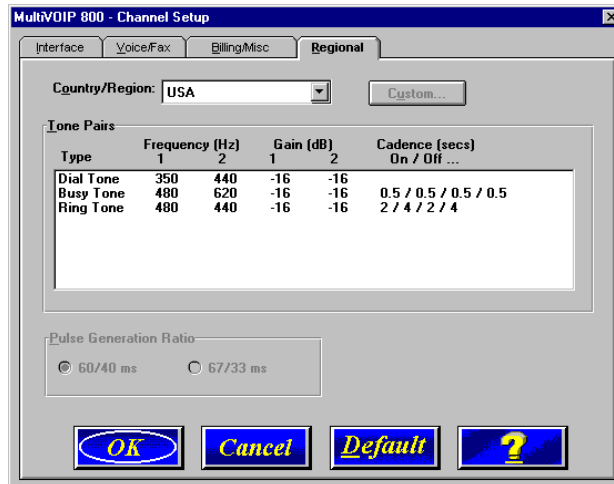 MultiVOIP 800 - Channel Setup
Interface Voice/Fax Billing/Misc Regional
Country/Region: USA Custom...
Tone Pairs
Frequency (Hz) Gain (dB) Cadence (secs)
Type 1 2 1 2 On / Off ...
Dial Tone 350 440 -16 -16
Busy Tone 480 620 -16 -16 0.5 / 0.5 / 0.5 / 0.5
Ring Tone 480 440 -16 -16 2 / 4 / 2 / 4
Pulse Generation Ratio
60/40 ms 67/33 ms
OK Cancel Default ?